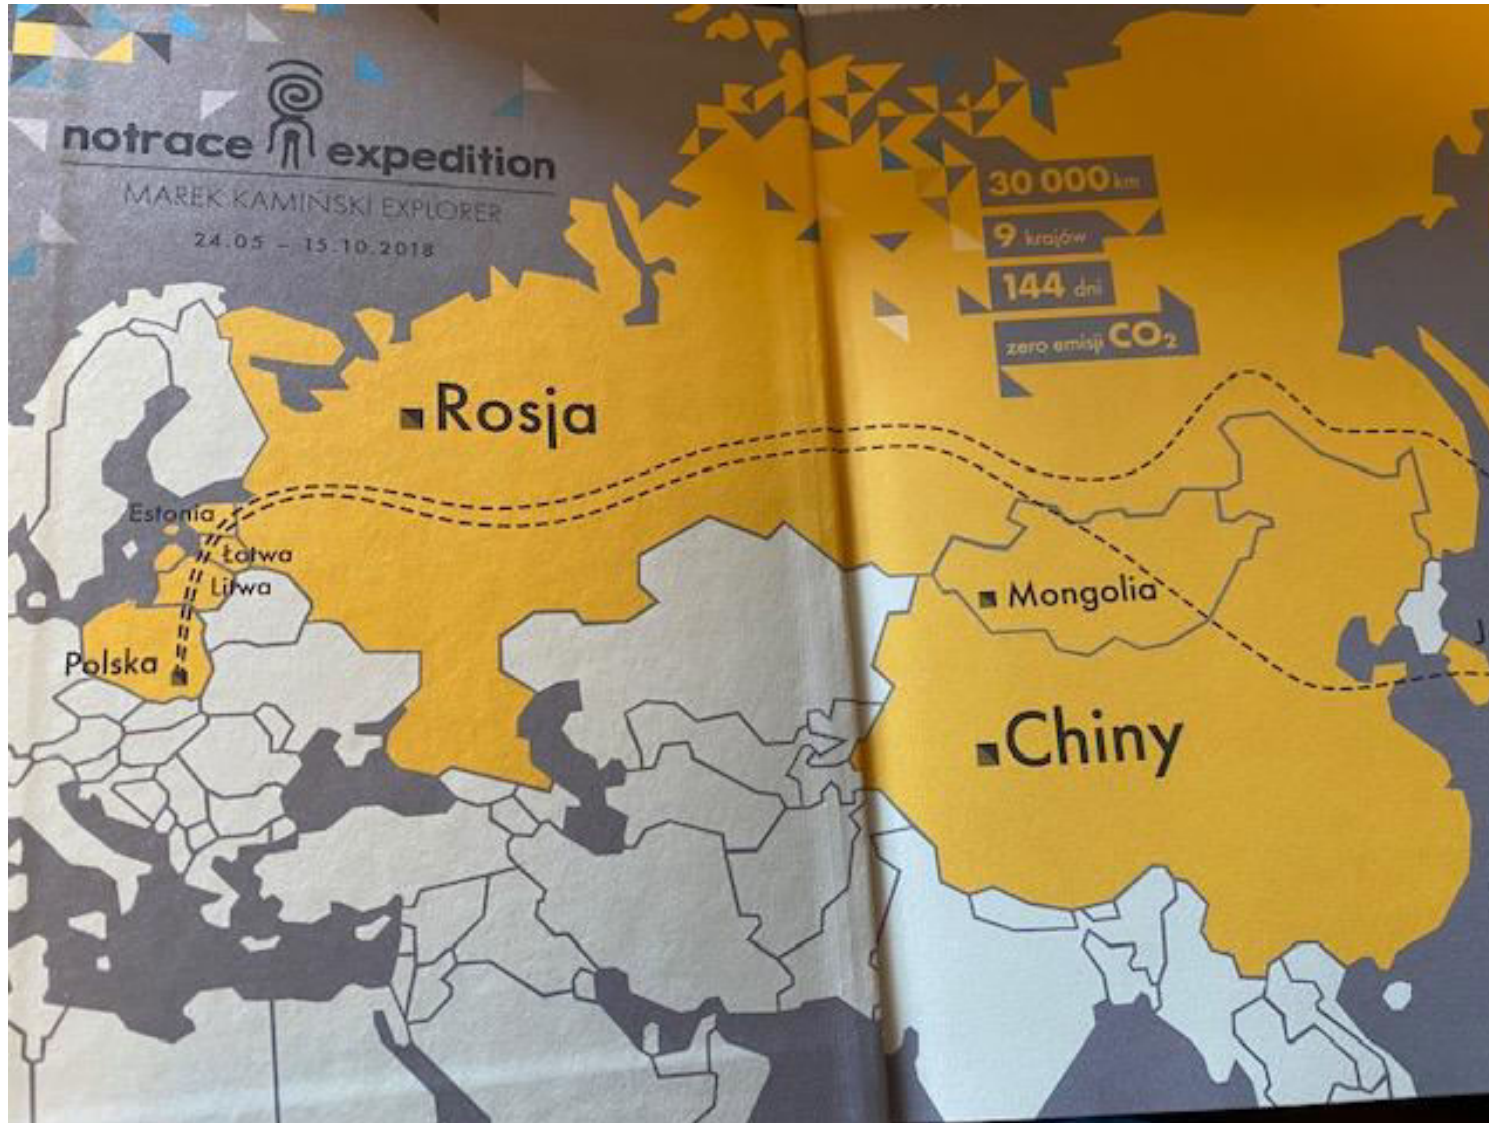 notrace expedition
MAREK KAMIŃSKI EXPLORER
24.05 – 15.10.2018
30 000 km
9 krajów
144 dni
zero emisji CO₂
Rosja
Estonia
Łotwa
Litwa
Polska
Mongolia
Chiny
J